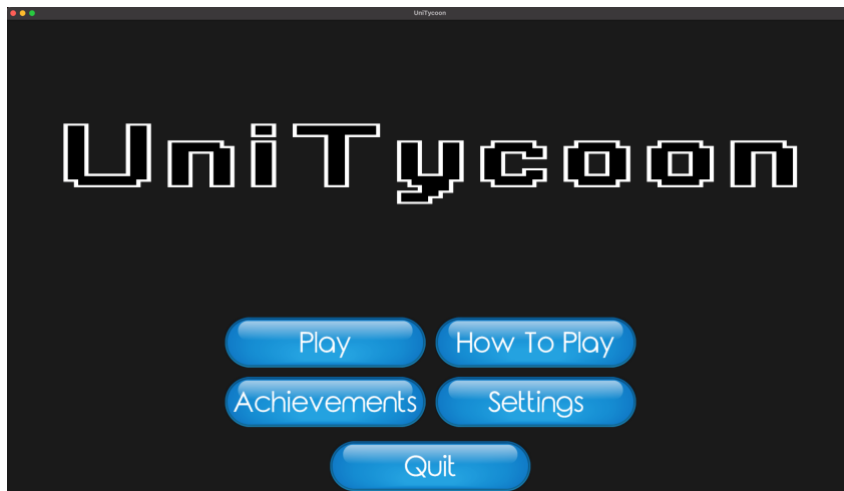 UniTycoon
UniTycoon
Play
How To Play
Achievements
Settings
Quit